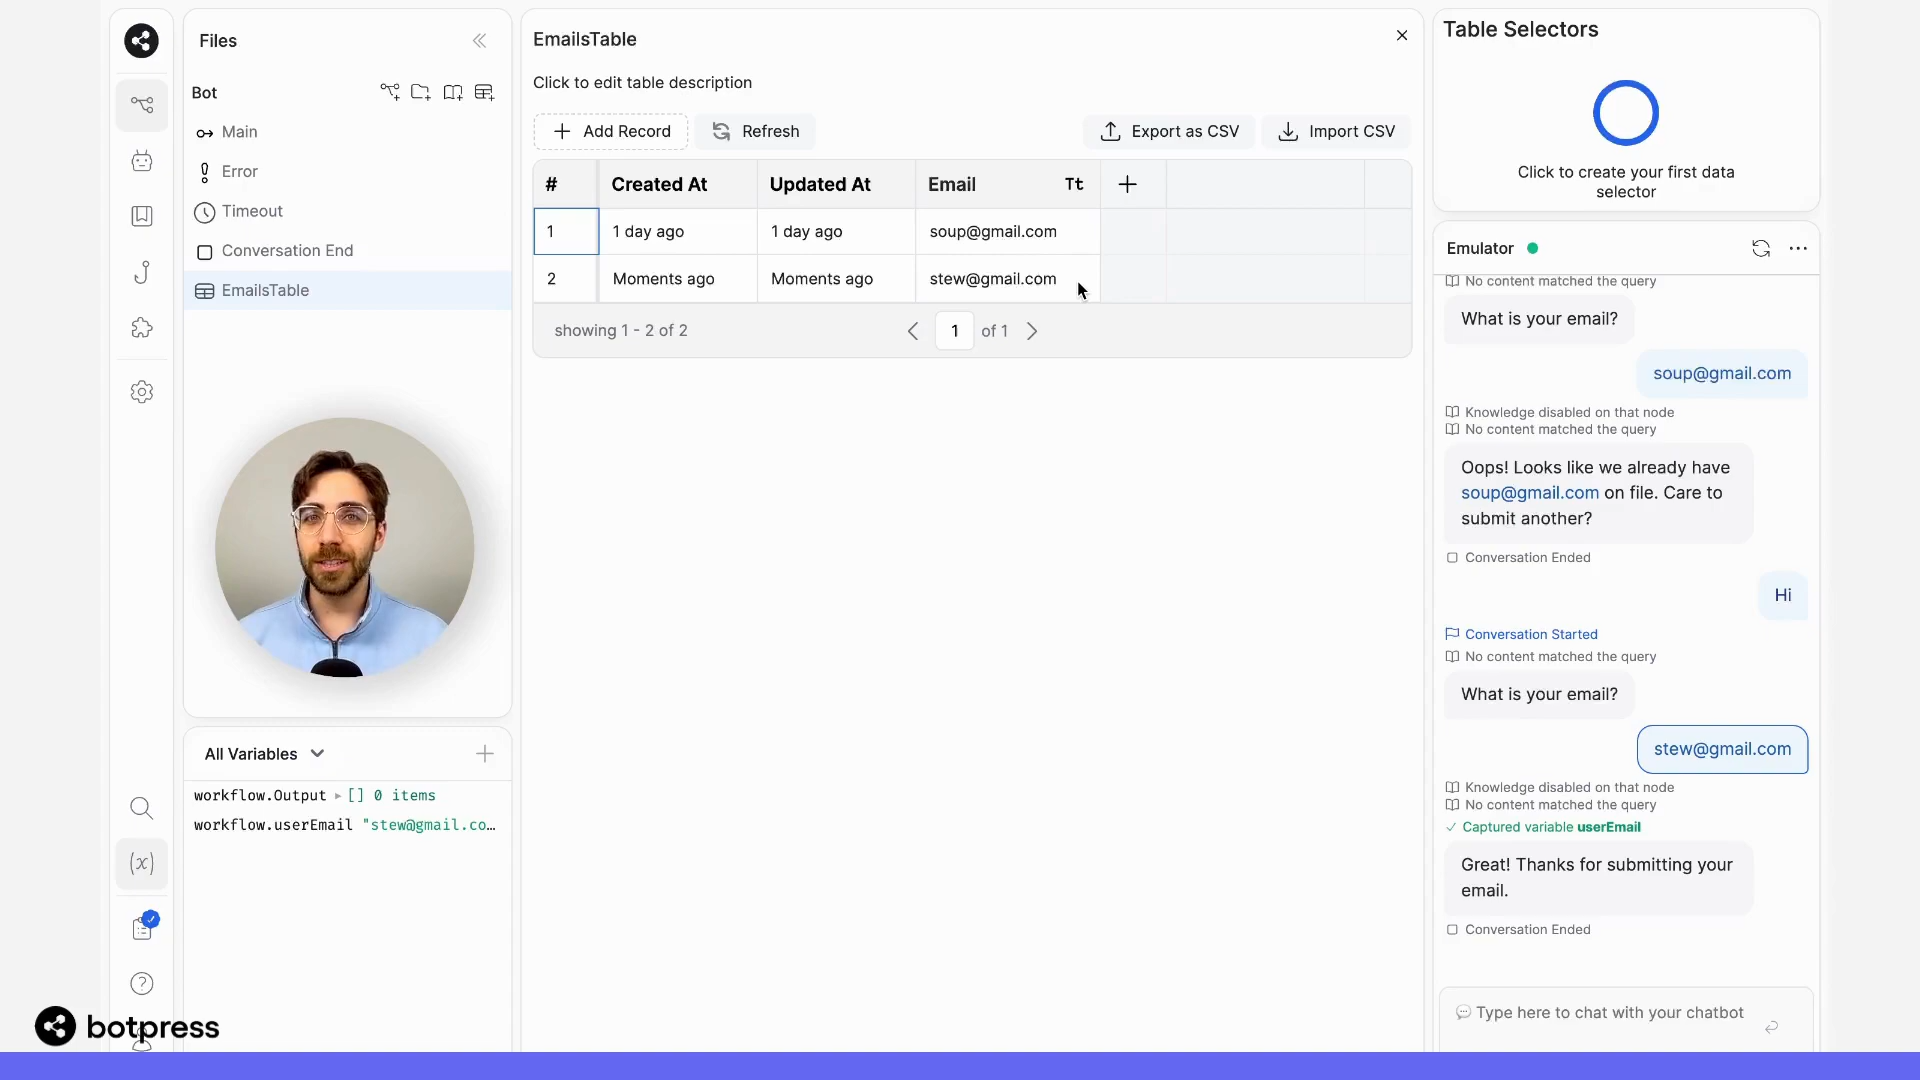 Files
Bot
Main
Error
Timeout
Conversation End
EmailsTable
All Variables
workflow.Output ▸ [] 0 items
workflow.userEmail "stew@gmail.co…
(x)
botpress
EmailsTable
Click to edit table description
Add Record
Refresh
Export as CSV
Import CSV
# Created At Updated At Email Tt
1 1 day ago 1 day ago soup@gmail.com
2 Moments ago Moments ago stew@gmail.com
showing 1 - 2 of 2
1 of 1
Table Selectors
Click to create your first data
selector
Emulator
No content matched the query
What is your email?
soup@gmail.com
Knowledge disabled on that node
No content matched the query
Oops! Looks like we already have
soup@gmail.com on file. Care to
submit another?
Conversation Ended
Hi
Conversation Started
No content matched the query
What is your email?
stew@gmail.com
Knowledge disabled on that node
No content matched the query
Captured variable userEmail
Great! Thanks for submitting your
email.
Conversation Ended
Type here to chat with your chatbot